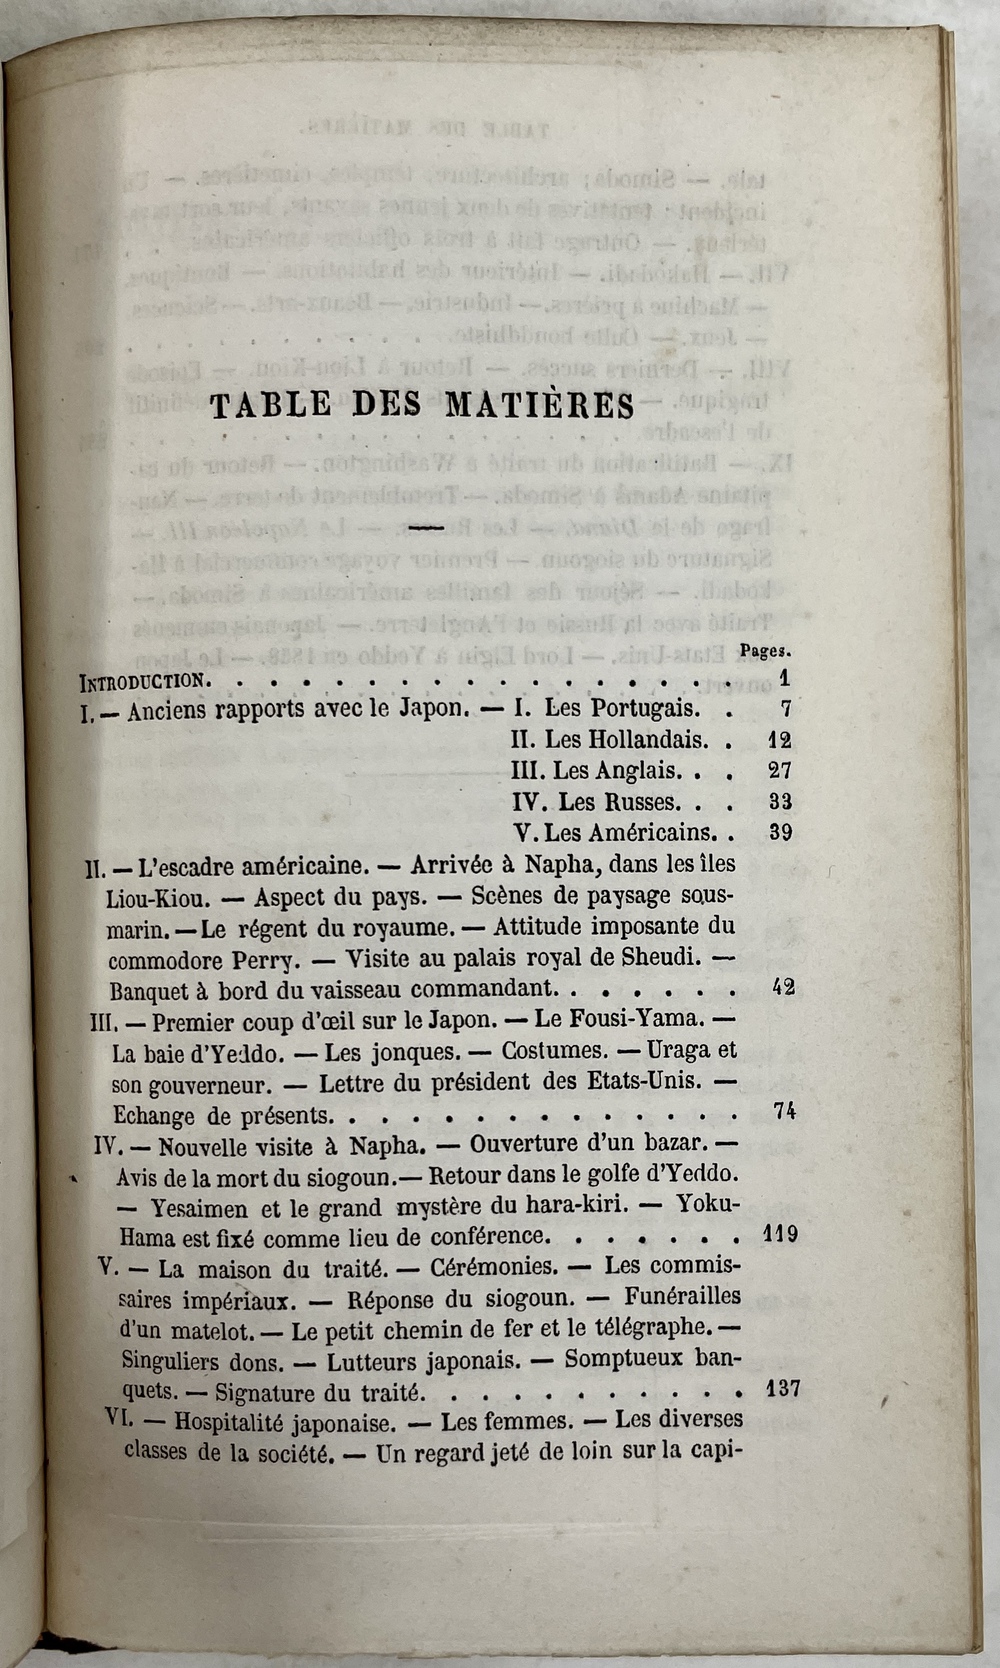 TABLE DES MATIÈRES
—
Pages.
INTRODUCTION. . . . . . . . . . . . . . . . . . 1
I. — Anciens rapports avec le Japon. — I. Les Portugais. . 7
II. Les Hollandais. . 12
III. Les Anglais. . . 27
IV. Les Russes. . . 33
V. Les Américains. . 39
II. — L'escadre américaine. — Arrivée à Napha, dans les îles
Liou-Kiou. — Aspect du pays. — Scènes de paysage sous-
marin. — Le régent du royaume. — Attitude imposante du
commodore Perry. — Visite au palais royal de Sheudi. —
Banquet à bord du vaisseau commandant. . . . . . . 42
III. — Premier coup d'œil sur le Japon. — Le Fousi-Yama. —
La baie d'Yeddo. — Les jonques. — Costumes. — Uraga et
son gouverneur. — Lettre du président des Etats-Unis. —
Echange de présents. . . . . . . . . . . . . . 74
IV. — Nouvelle visite à Napha. — Ouverture d'un bazar. —
Avis de la mort du siogoun. — Retour dans le golfe d'Yeddo.
— Yesaimen et le grand mystère du hara-kiri. — Yoku-
Hama est fixé comme lieu de conférence. . . . . . . 119
V. — La maison du traité. — Cérémonies. — Les commis-
saires impériaux. — Réponse du siogoun. — Funérailles
d'un matelot. — Le petit chemin de fer et le télégraphe. —
Singuliers dons. — Lutteurs japonais. — Somptueux ban-
quets. — Signature du traité. . . . . . . . . . . 137
VI. — Hospitalité japonaise. — Les femmes. — Les diverses
classes de la société. — Un regard jeté de loin sur la capi-